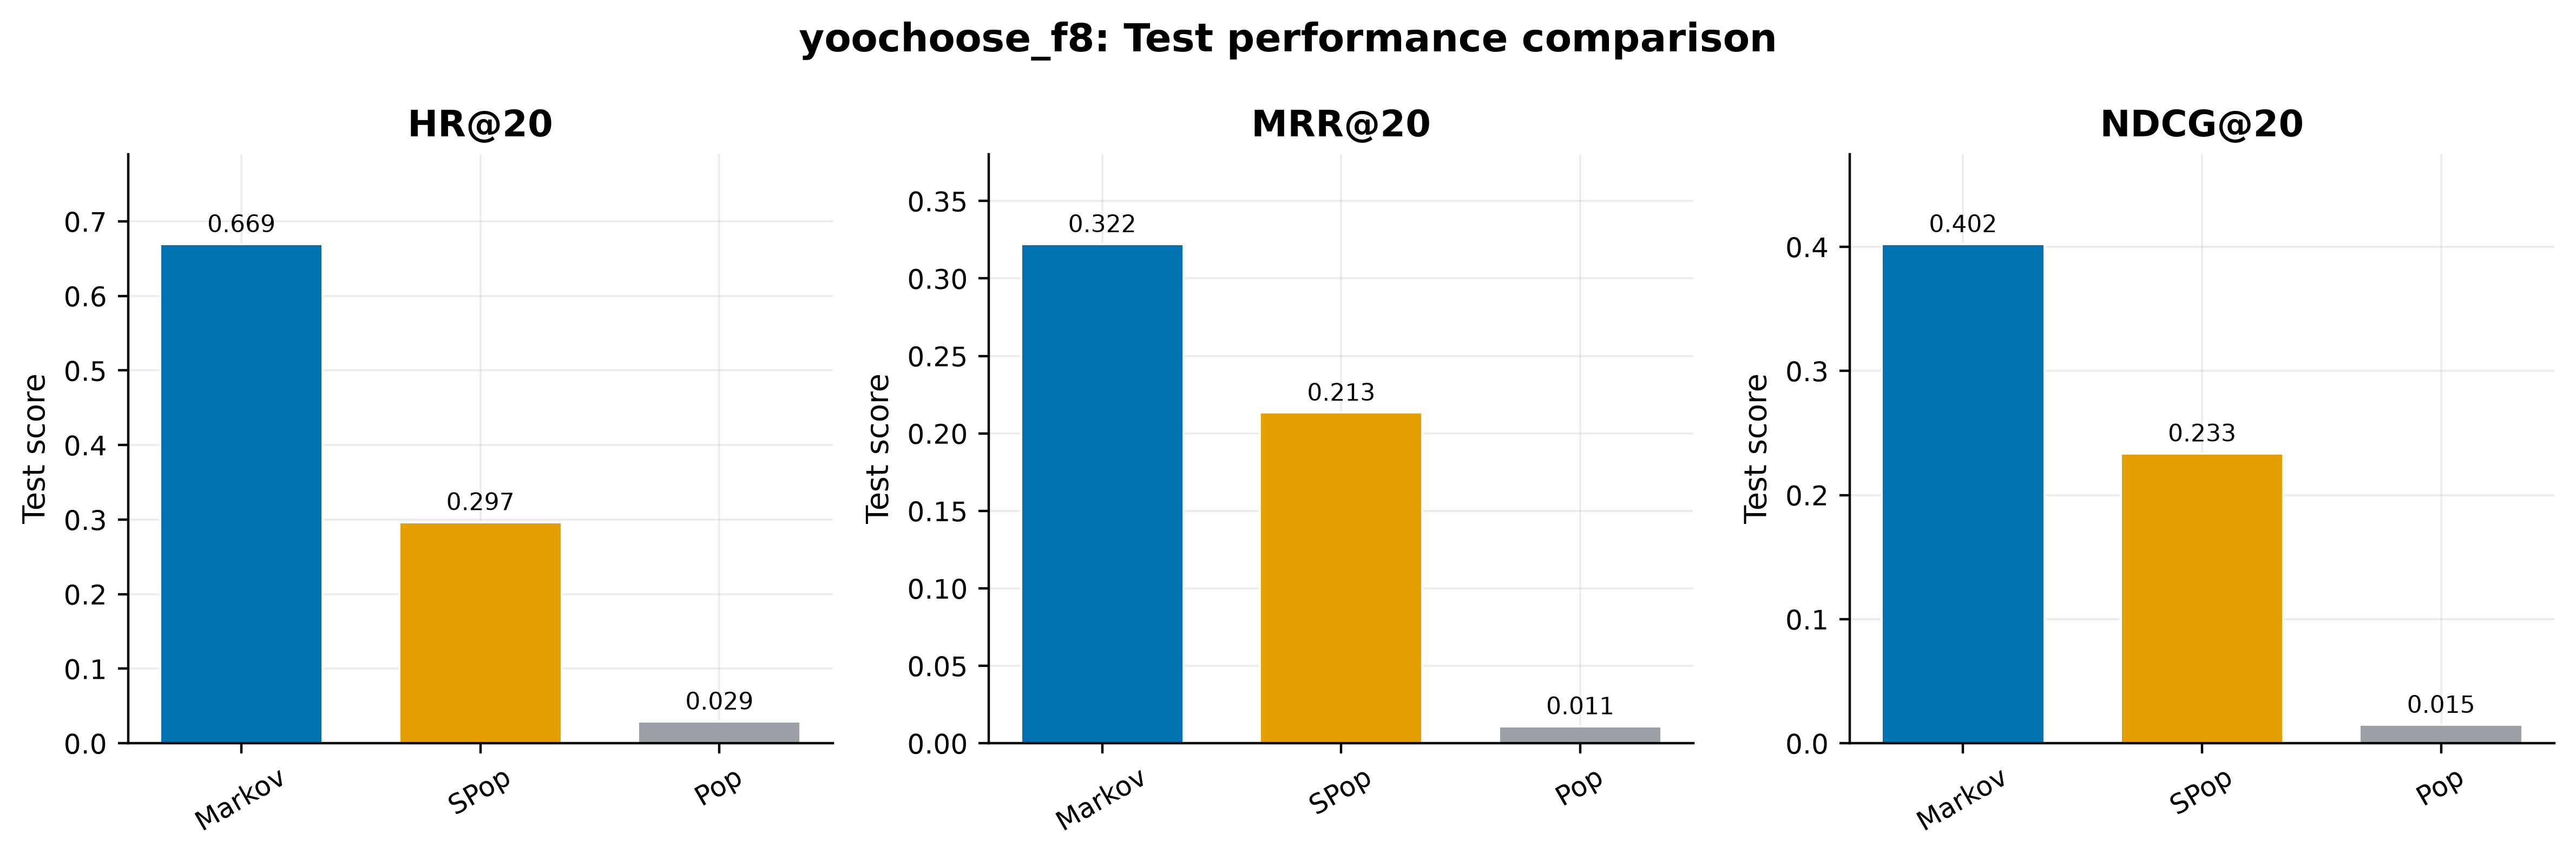 yoochoose_f8: Test performance comparison
HR@20
Test score
0.7
0.6
0.5
0.4
0.3
0.2
0.1
0.0
0.669
0.297
0.029
Markov
SPop
Pop
MRR@20
Test score
0.35
0.30
0.25
0.20
0.15
0.10
0.05
0.00
0.322
0.213
0.011
Markov
SPop
Pop
NDCG@20
Test score
0.4
0.3
0.2
0.1
0.0
0.402
0.233
0.015
Markov
SPop
Pop